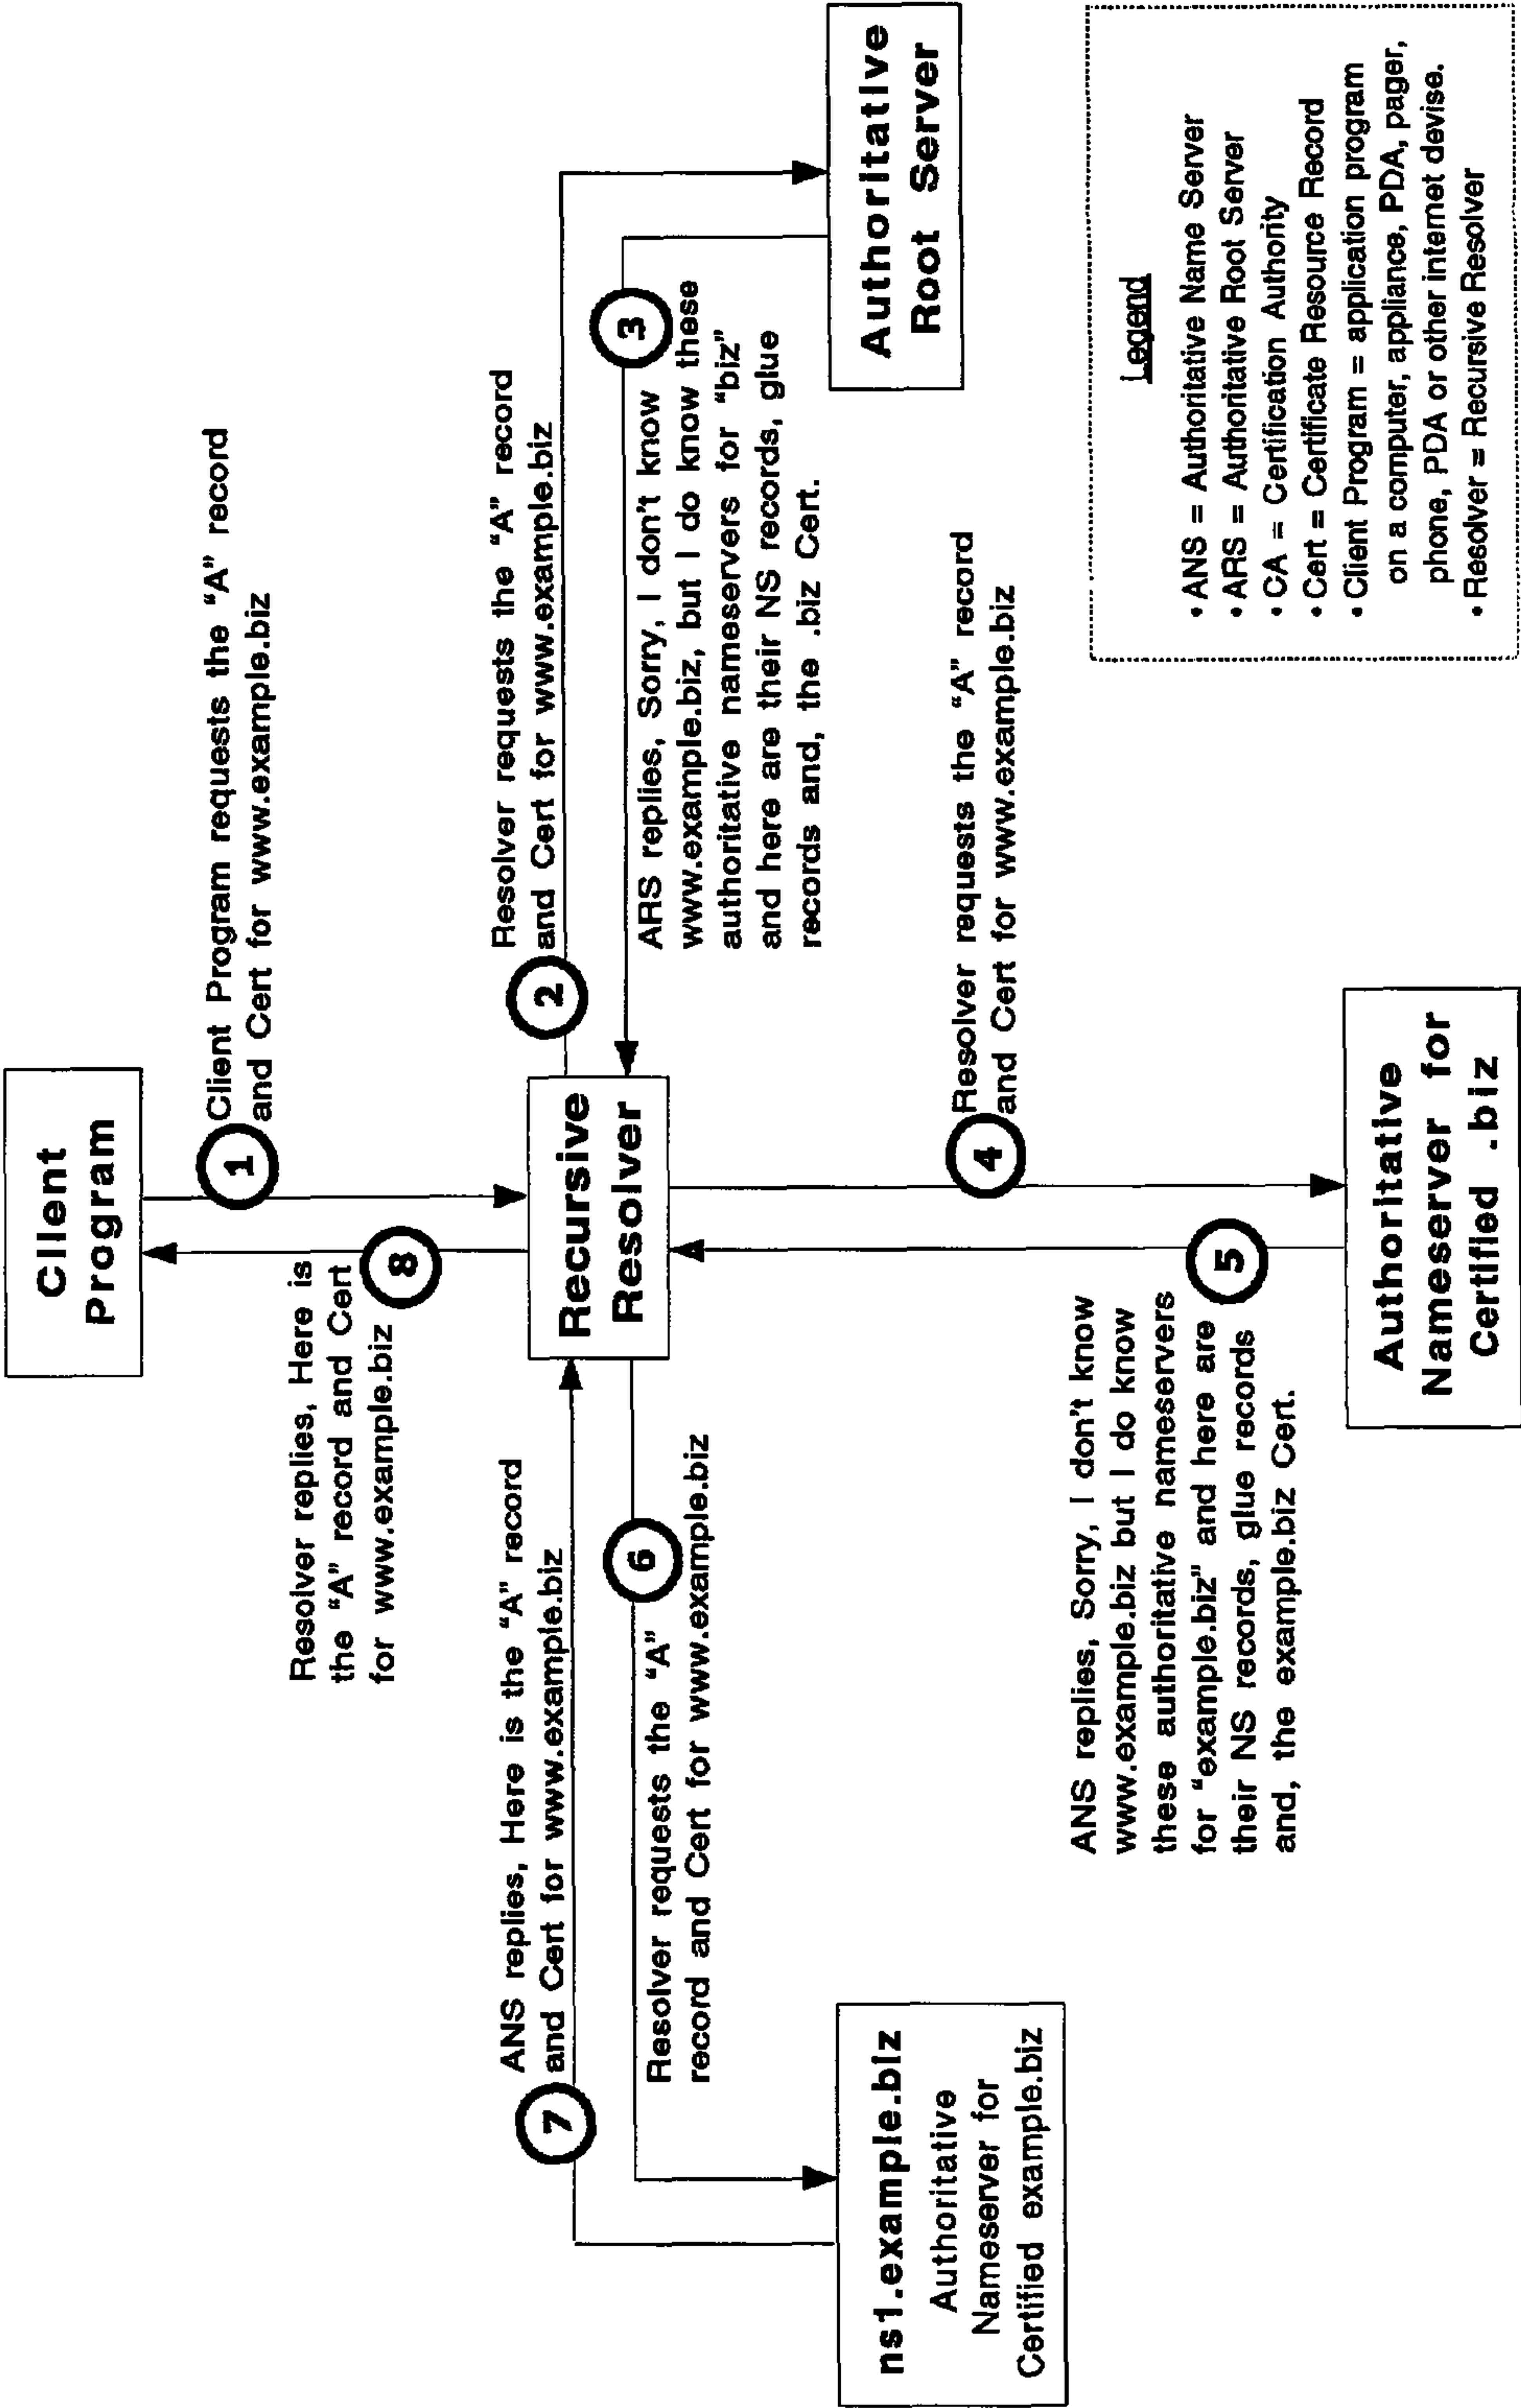 Client
Program
1
Client Program requests the "A" record
and Cert for www.example.biz
Resolver replies, Here is
the "A" record and Cert
for www.example.biz
8
Recursive
Resolver
2
Resolver requests the "A" record
and Cert for www.example.biz
3
ARS replies, Sorry, I don't know
www.example.biz, but I do know these
authoritative nameservers for "biz"
and here are their NS records, glue
records and, the .biz Cert.
Authoritative
Root Server
4
Resolver requests the "A" record
and Cert for www.example.biz
5
ANS replies, Sorry, I don't know
www.example.biz but I do know
these authoritative nameservers
for "example.biz" and here are
their NS records, glue records
and, the example.biz Cert.
Authoritative
Nameserver for
Certified .biz
6
Resolver requests the "A"
record and Cert for www.example.biz
7
ANS replies, Here is the "A" record
and Cert for www.example.biz
ns1.example.biz
Authoritative
Nameserver for
Certified example.biz
Legend
• ANS = Authoritative Name Server
• ARS = Authoritative Root Server
• CA = Certification Authority
• Cert = Certificate Resource Record
• Client Program = application program
on a computer, appliance, PDA, pager,
phone, PDA or other internet devise.
• Resolver = Recursive Resolver